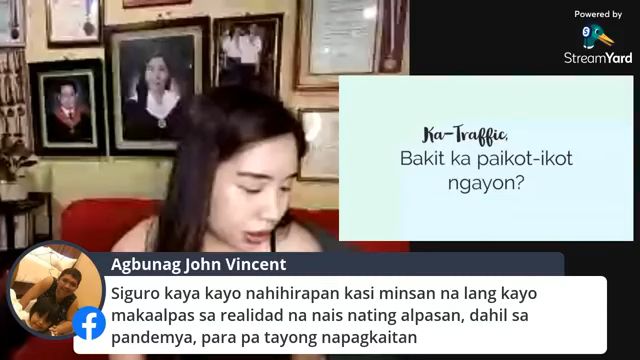 Powered by
StreamYard
Ka-Traffic,
Bakit ka paikot-ikot
ngayon?
Agbunag John Vincent
Siguro kaya kayo nahihirapan kasi minsan na lang kayo
makaalpas sa realidad na nais nating alpasan, dahil sa
pandemya, para pa tayong napagkaitan